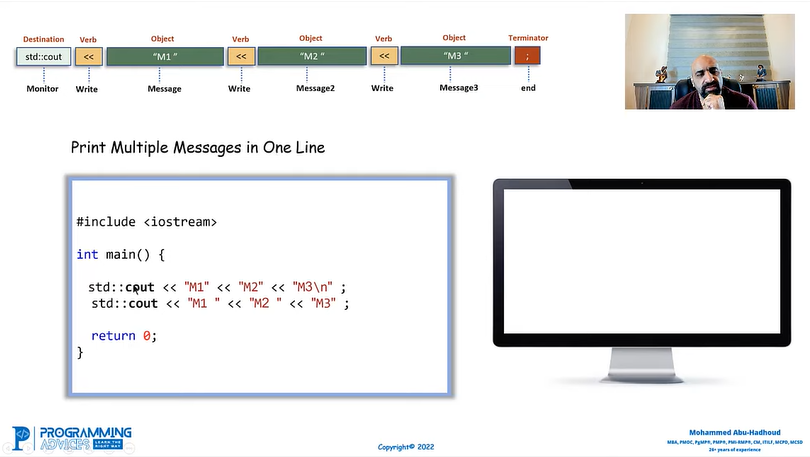 Destination Verb Object Verb Object Verb Object Terminator
std::cout << "M1 " << "M2 " << "M3 " ;
Monitor Write Message Write Message2 Write Message3 end
Print Multiple Messages in One Line
#include <iostream>
int main() {
std::cout << "M1" << "M2" << "M3\n" ;
std::cout << "M1 " << "M2 " << "M3" ;
return 0;
}
PROGRAMMING
ADVICES LEARN THE RIGHT WAY
Copyright© 2022
Mohammed Abu-Hadhoud
MBA, PMOC, PgMP®, PMP®, PMI-RMP®, CM, ITILF, MCPD, MCSD
26+ years of experience